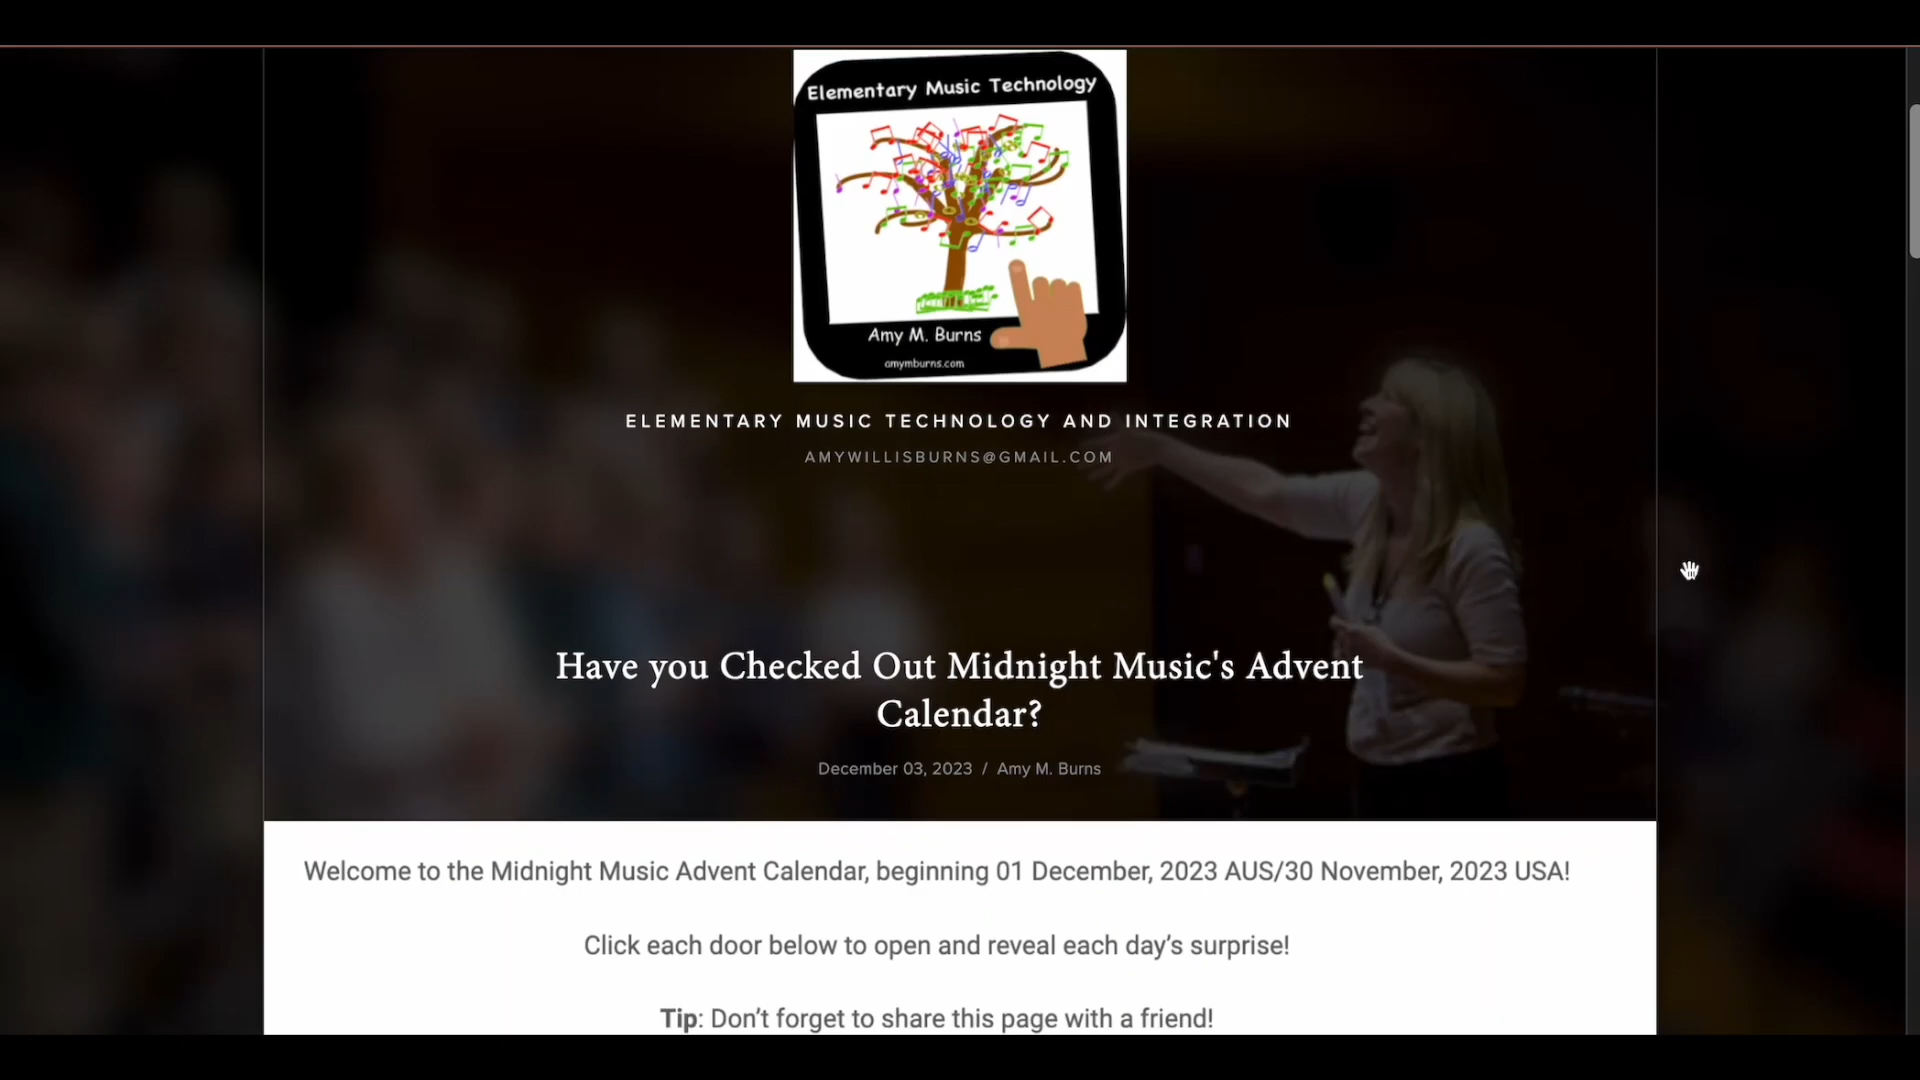 Elementary Music Technology
Amy M. Burns
amymburns.com
ELEMENTARY MUSIC TECHNOLOGY AND INTEGRATION
AMYWILLISBURNS@GMAIL.COM
Have you Checked Out Midnight Music's Advent
Calendar?
December 03, 2023 / Amy M. Burns
Welcome to the Midnight Music Advent Calendar, beginning 01 December, 2023 AUS/30 November, 2023 USA!
Click each door below to open and reveal each day’s surprise!
Tip: Don’t forget to share this page with a friend!